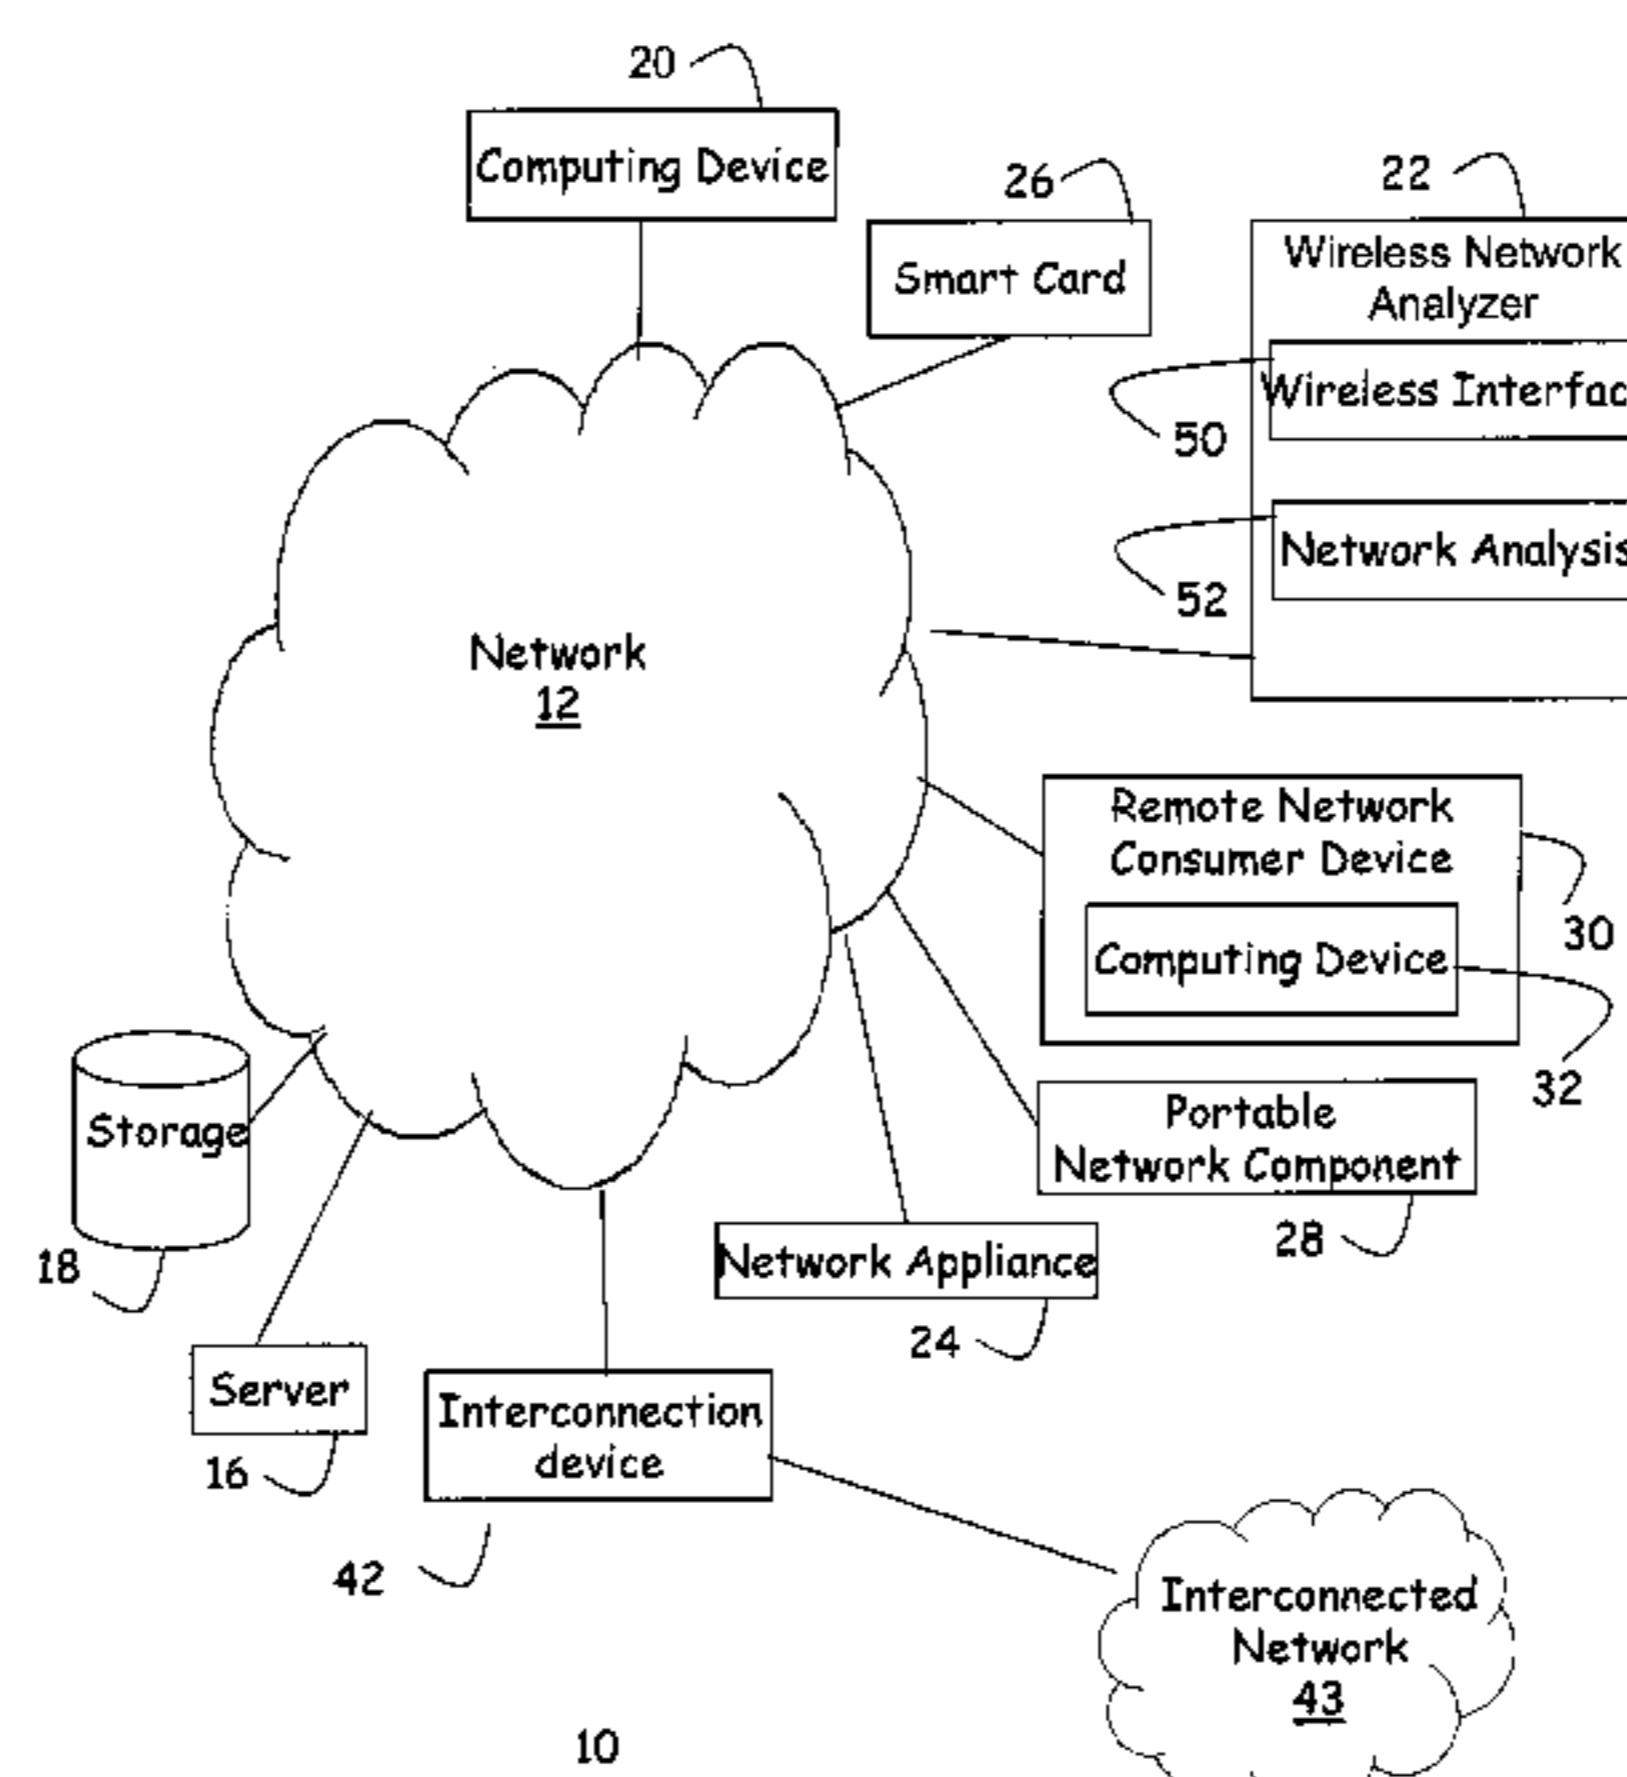 20
Computing Device
26
Smart Card
22
Wireless Network
Analyzer
Wireless Interfac
50
Network Analysis
52
Network
12
Remote Network
Consumer Device
30
Computing Device
32
Portable
Network Component
28
Storage
18
Network Appliance
24
Server
16
Interconnection
device
42
Interconnected
Network
43
10